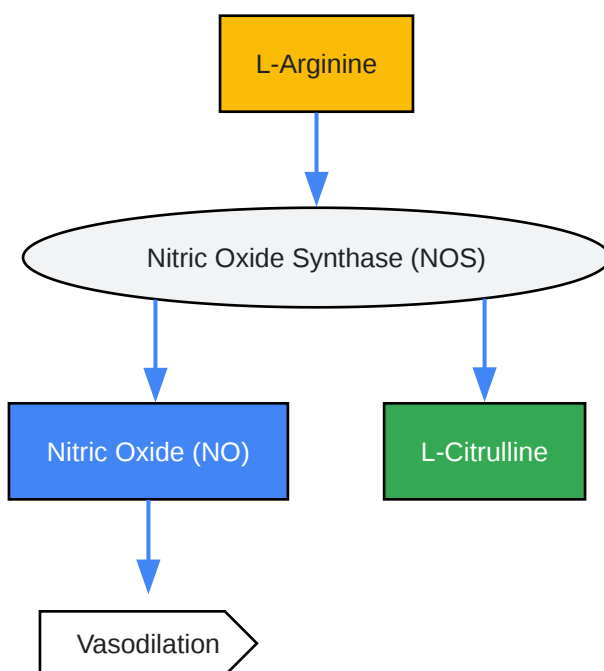 L-Arginine
Nitric Oxide Synthase (NOS)
Nitric Oxide (NO)
L-Citrulline
Vasodilation